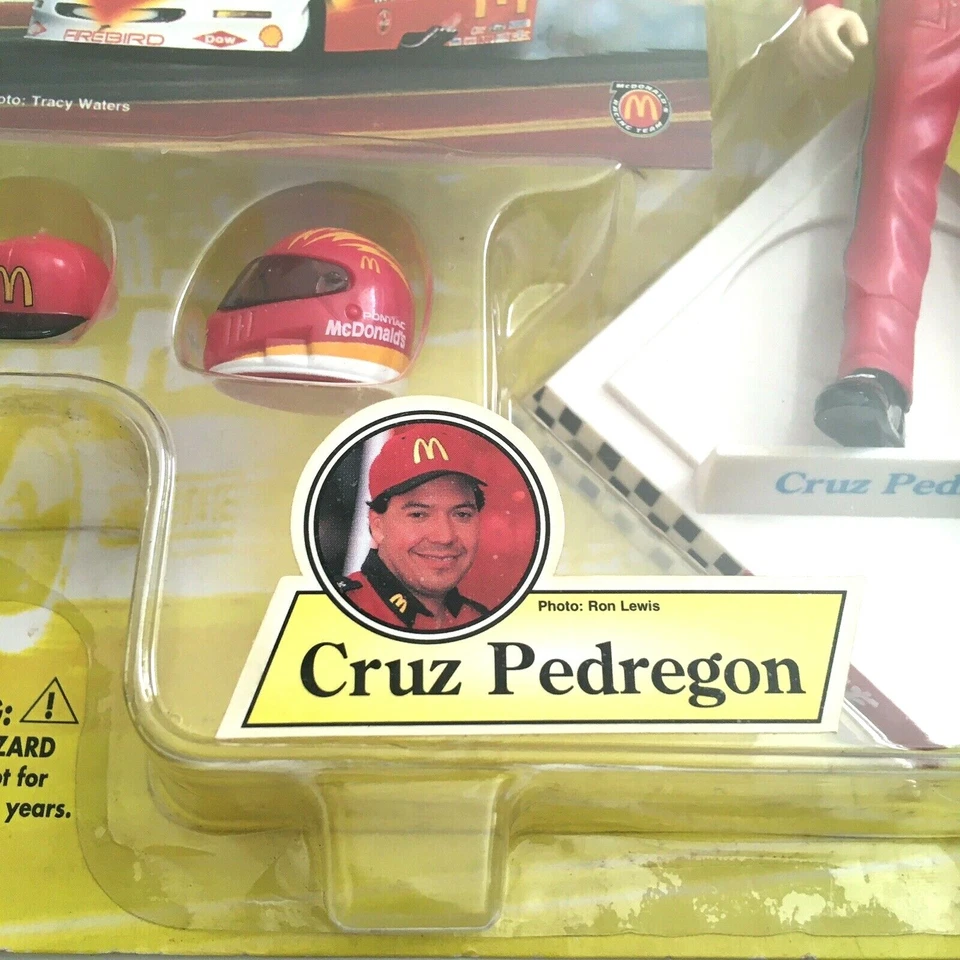 FIREBIRD
Dow
oto: Tracy Waters
McDONALD'S
RACING TEAM
PONTIAC
McDonald's
Cruz Ped
Photo: Ron Lewis
Cruz Pedregon
G:
ZARD
ot for
years.